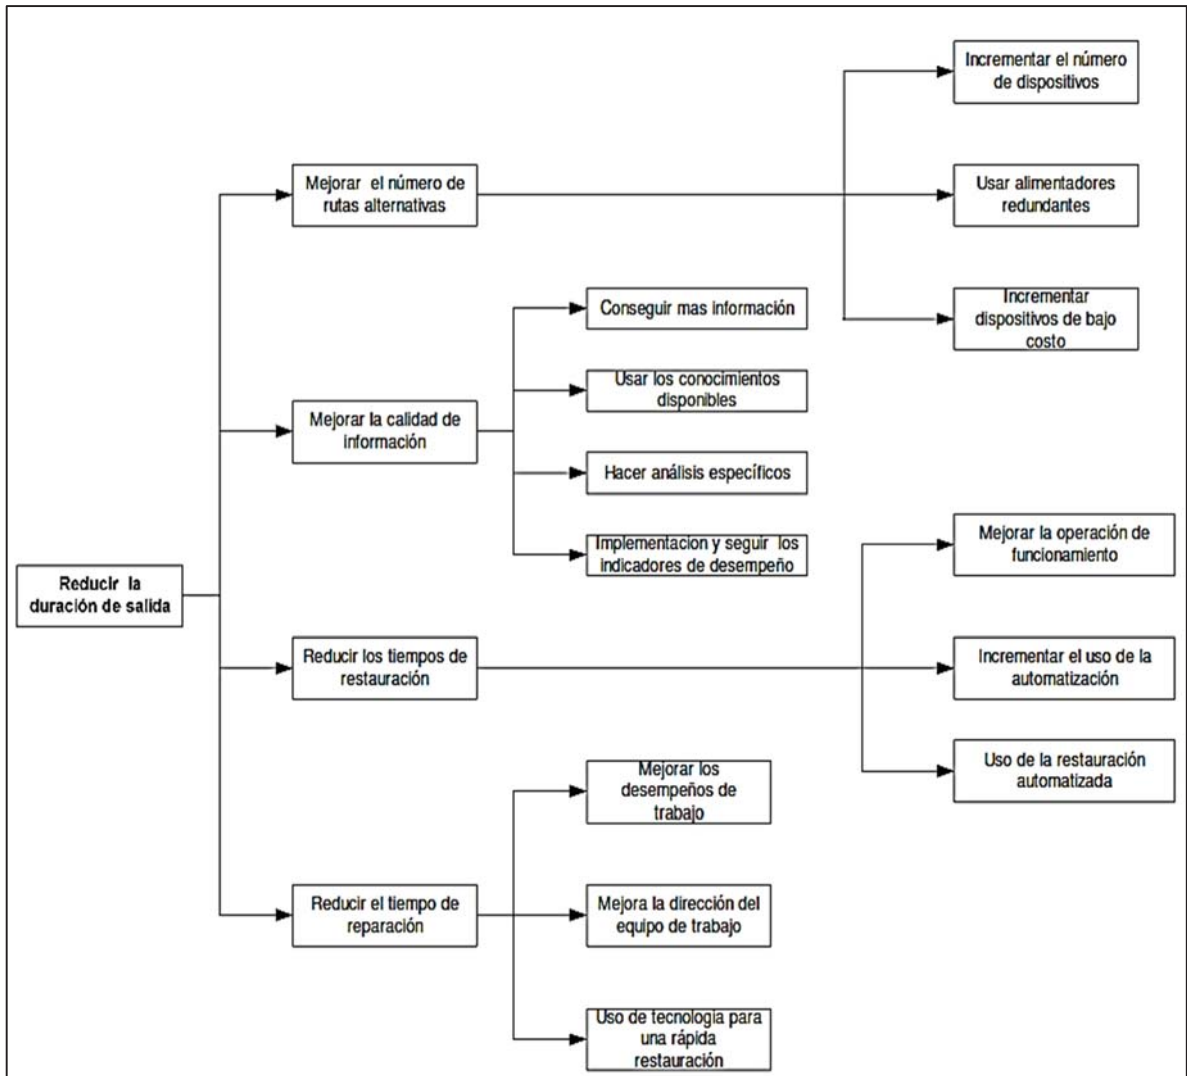 Reducir la
duración de salida
Mejorar el número de
rutas alternativas
Incrementar el número
de dispositivos
Usar alimentadores
redundantes
Incrementar
dispositivos de bajo
costo
Mejorar la calidad de
información
Conseguir mas información
Usar los conocimientos
disponibles
Hacer análisis específicos
Implementacion y seguir los
indicadores de desempeño
Reducir los tiempos de
restauración
Mejorar la operación de
funcionamiento
Incrementar el uso de la
automatización
Uso de la restauración
automatizada
Reducir el tiempo de
reparación
Mejorar los
desempeños de
trabajo
Mejora la dirección del
equipo de trabajo
Uso de tecnología para
una rápida
restauración